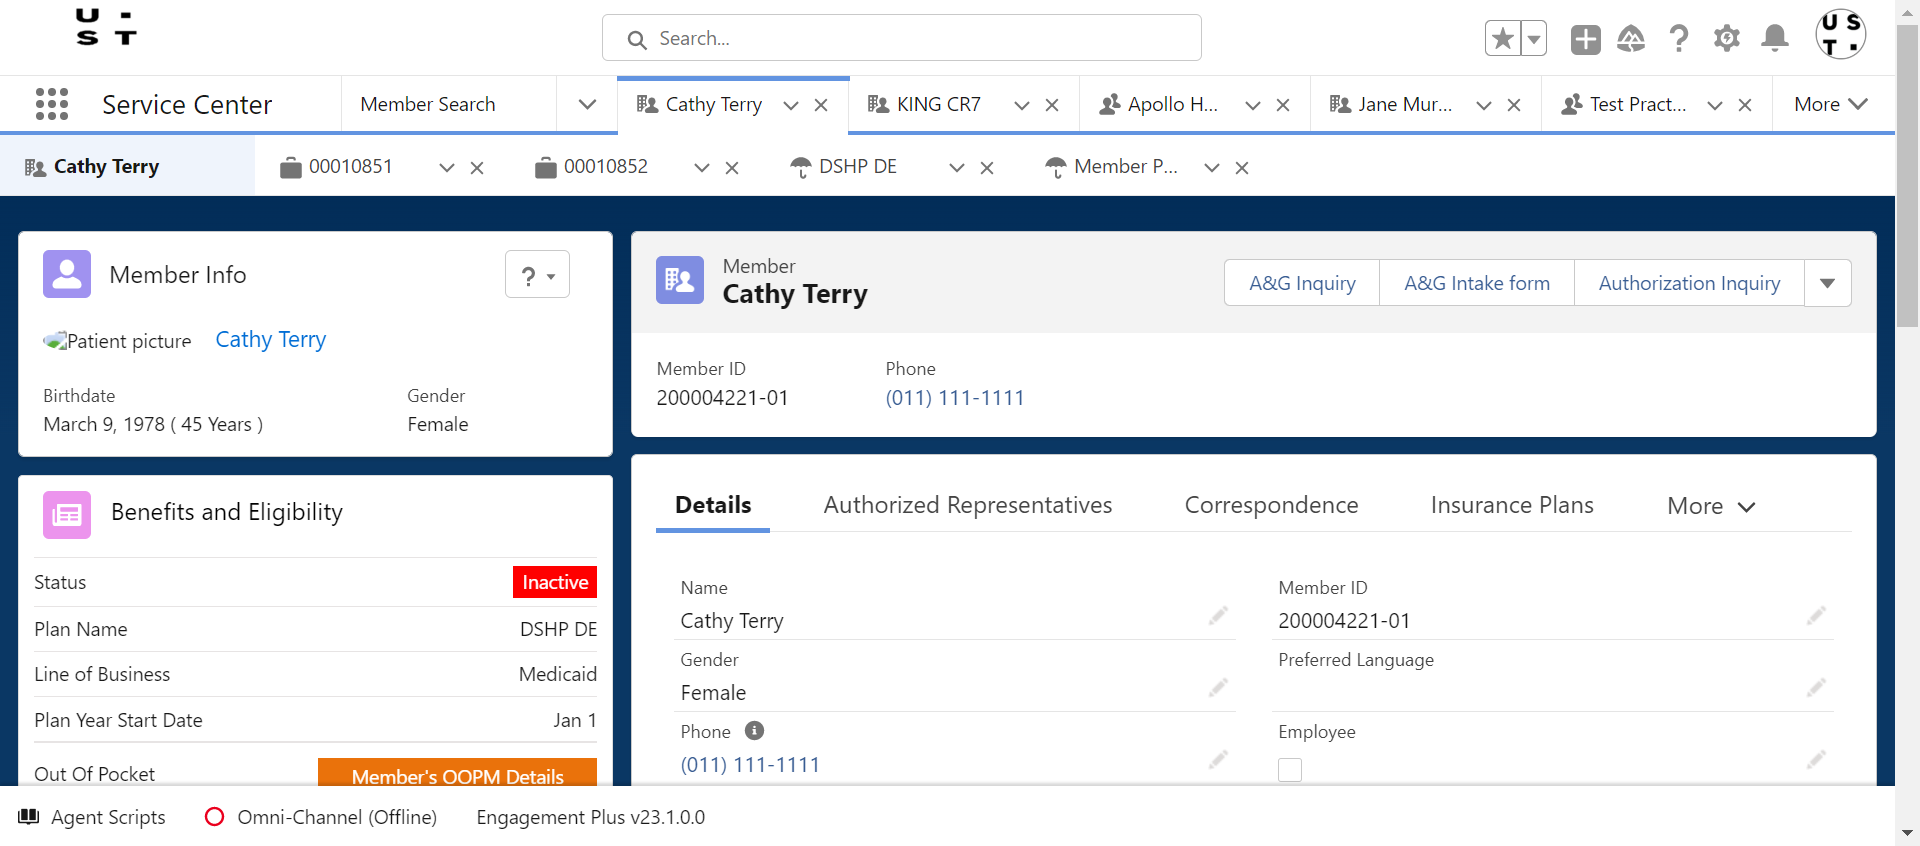 U -
S T
Search...
U S
T .
Service Center
Member Search
Cathy Terry
KING CR7
Apollo H...
Jane Mur...
Test Pract...
More
Cathy Terry
00010851
00010852
DSHP DE
Member P...
Member Info
?
Patient picture
Cathy Terry
Birthdate
Gender
March 9, 1978 ( 45 Years )
Female
Benefits and Eligibility
Status
Inactive
Plan Name
DSHP DE
Line of Business
Medicaid
Plan Year Start Date
Jan 1
Out Of Pocket
Member's OOPM Details
Member
Cathy Terry
A&G Inquiry
A&G Intake form
Authorization Inquiry
Member ID
Phone
200004221-01
(011) 111-1111
Details
Authorized Representatives
Correspondence
Insurance Plans
More
Name
Member ID
Cathy Terry
200004221-01
Gender
Preferred Language
Female
Phone
Employee
(011) 111-1111
Agent Scripts
Omni-Channel (Offline)
Engagement Plus v23.1.0.0